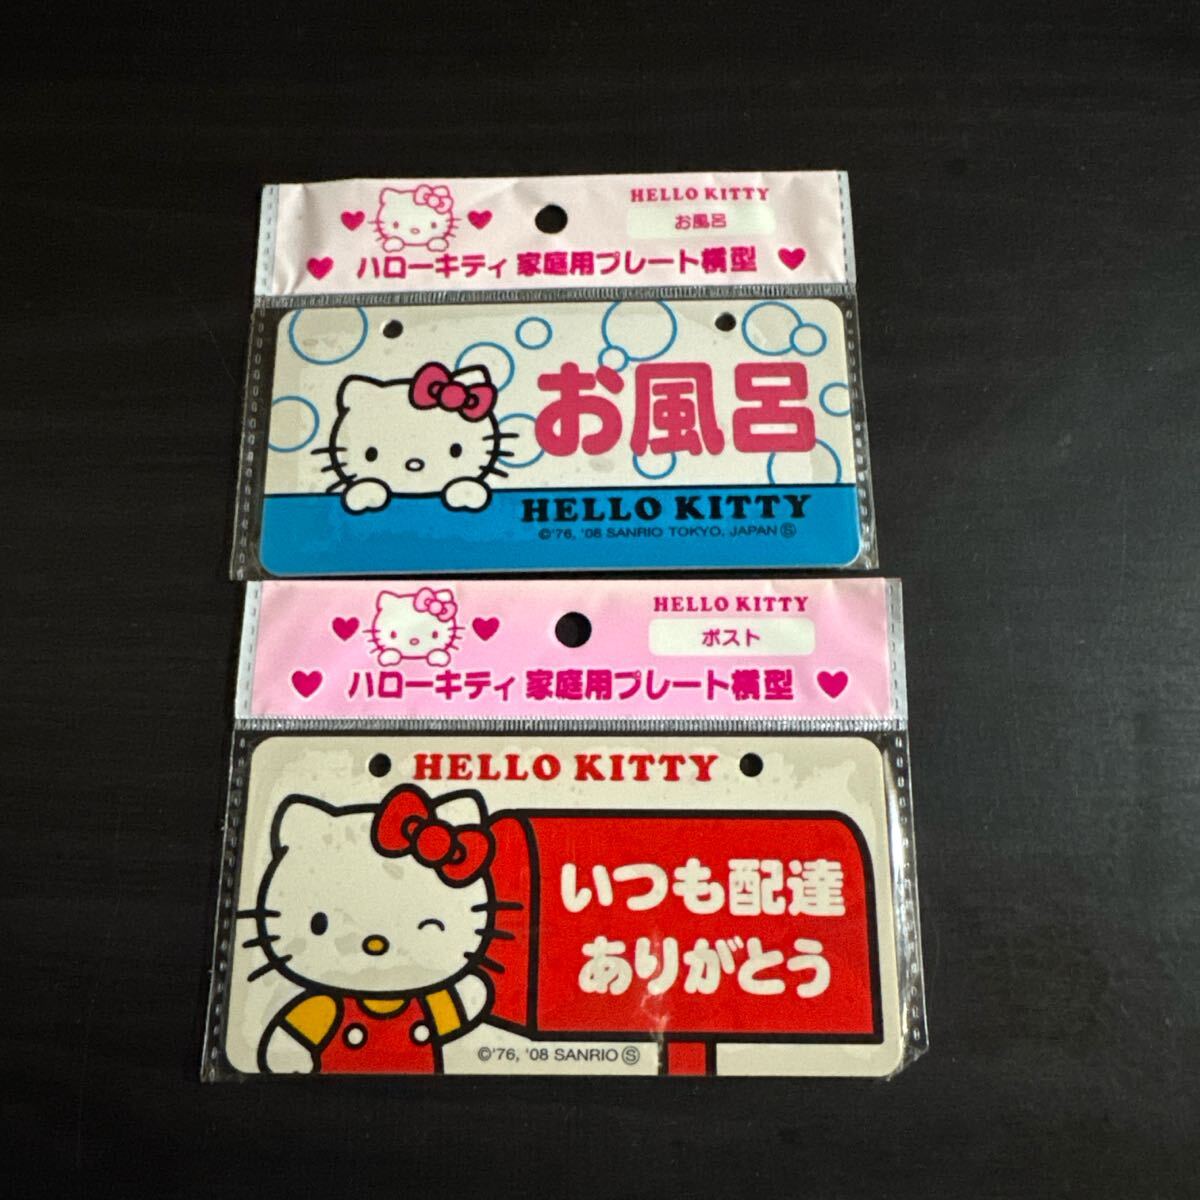 HELLO KITTY
お風呂
ハローキティ 家庭用プレート横型
お風呂
HELLO KITTY
©'76, '08 SANRIO TOKYO, JAPAN Ⓢ
HELLO KITTY
ポスト
ハローキティ 家庭用プレート横型
HELLO KITTY
いつも配達
ありがとう
©'76, '08 SANRIO Ⓢ